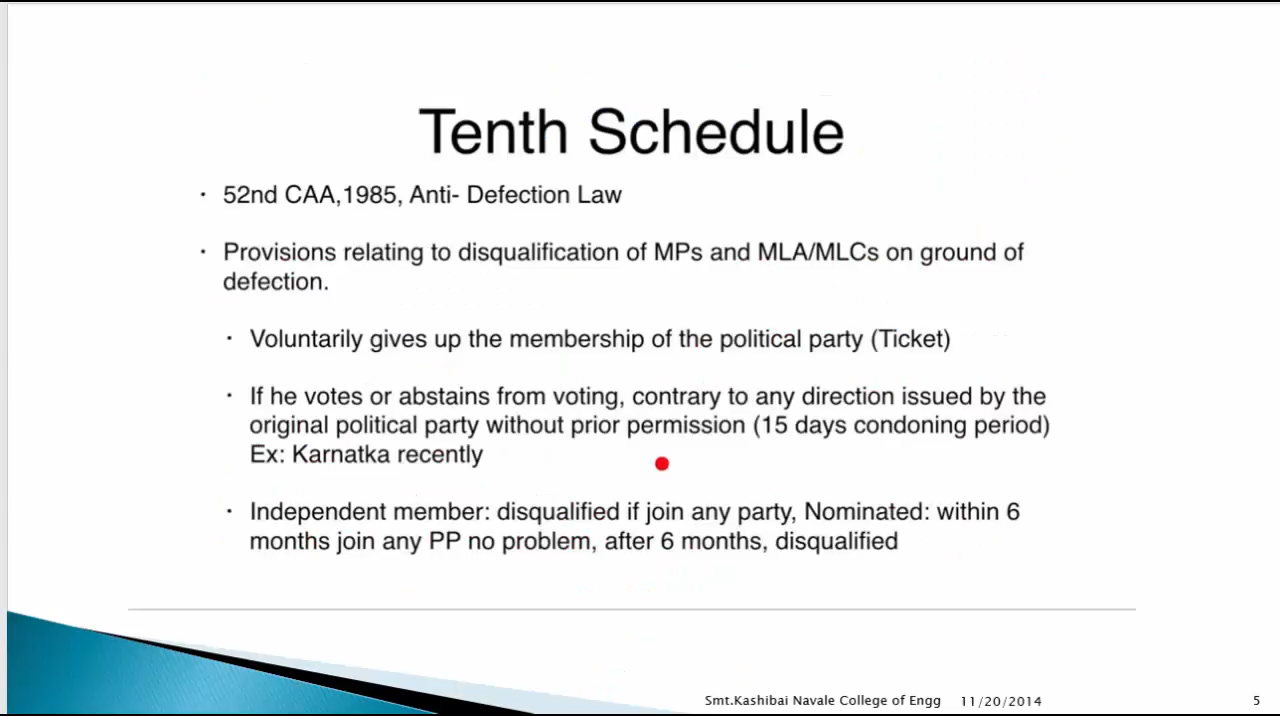 Tenth Schedule
· 52nd CAA,1985, Anti- Defection Law
· Provisions relating to disqualification of MPs and MLA/MLCs on ground of
defection.
· Voluntarily gives up the membership of the political party (Ticket)
· If he votes or abstains from voting, contrary to any direction issued by the
original political party without prior permission (15 days condoning period)
Ex: Karnatka recently
· Independent member: disqualified if join any party, Nominated: within 6
months join any PP no problem, after 6 months, disqualified
Smt.Kashibai Navale College of Engg 11/20/2014 5